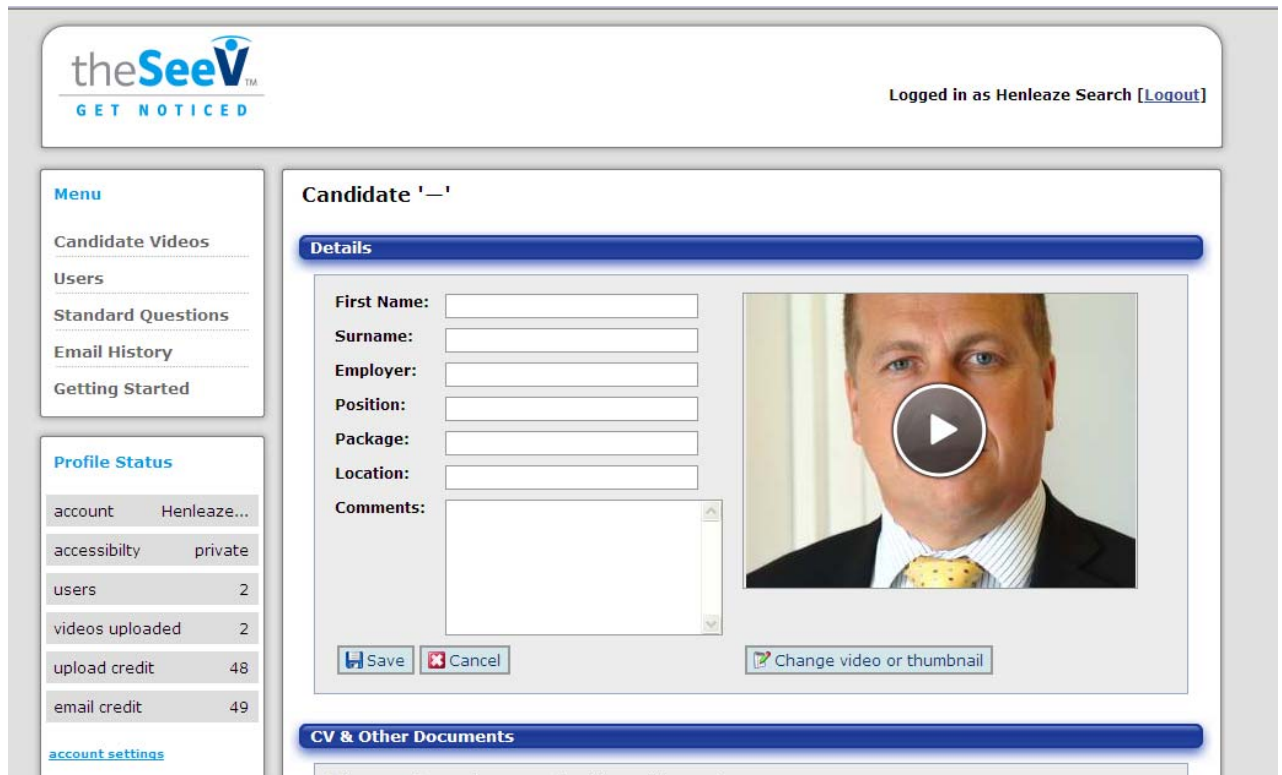 theSeeV TM
GET NOTICED
Logged in as Henleaze Search [Logout]
Menu
Candidate Videos
Users
Standard Questions
Email History
Getting Started
Profile Status
account Henleaze...
accessibilty private
users 2
videos uploaded 2
upload credit 48
email credit 49
account settings
Candidate '—'
Details
First Name:
Surname:
Employer:
Position:
Package:
Location:
Comments:
Save Cancel Change video or thumbnail
CV & Other Documents